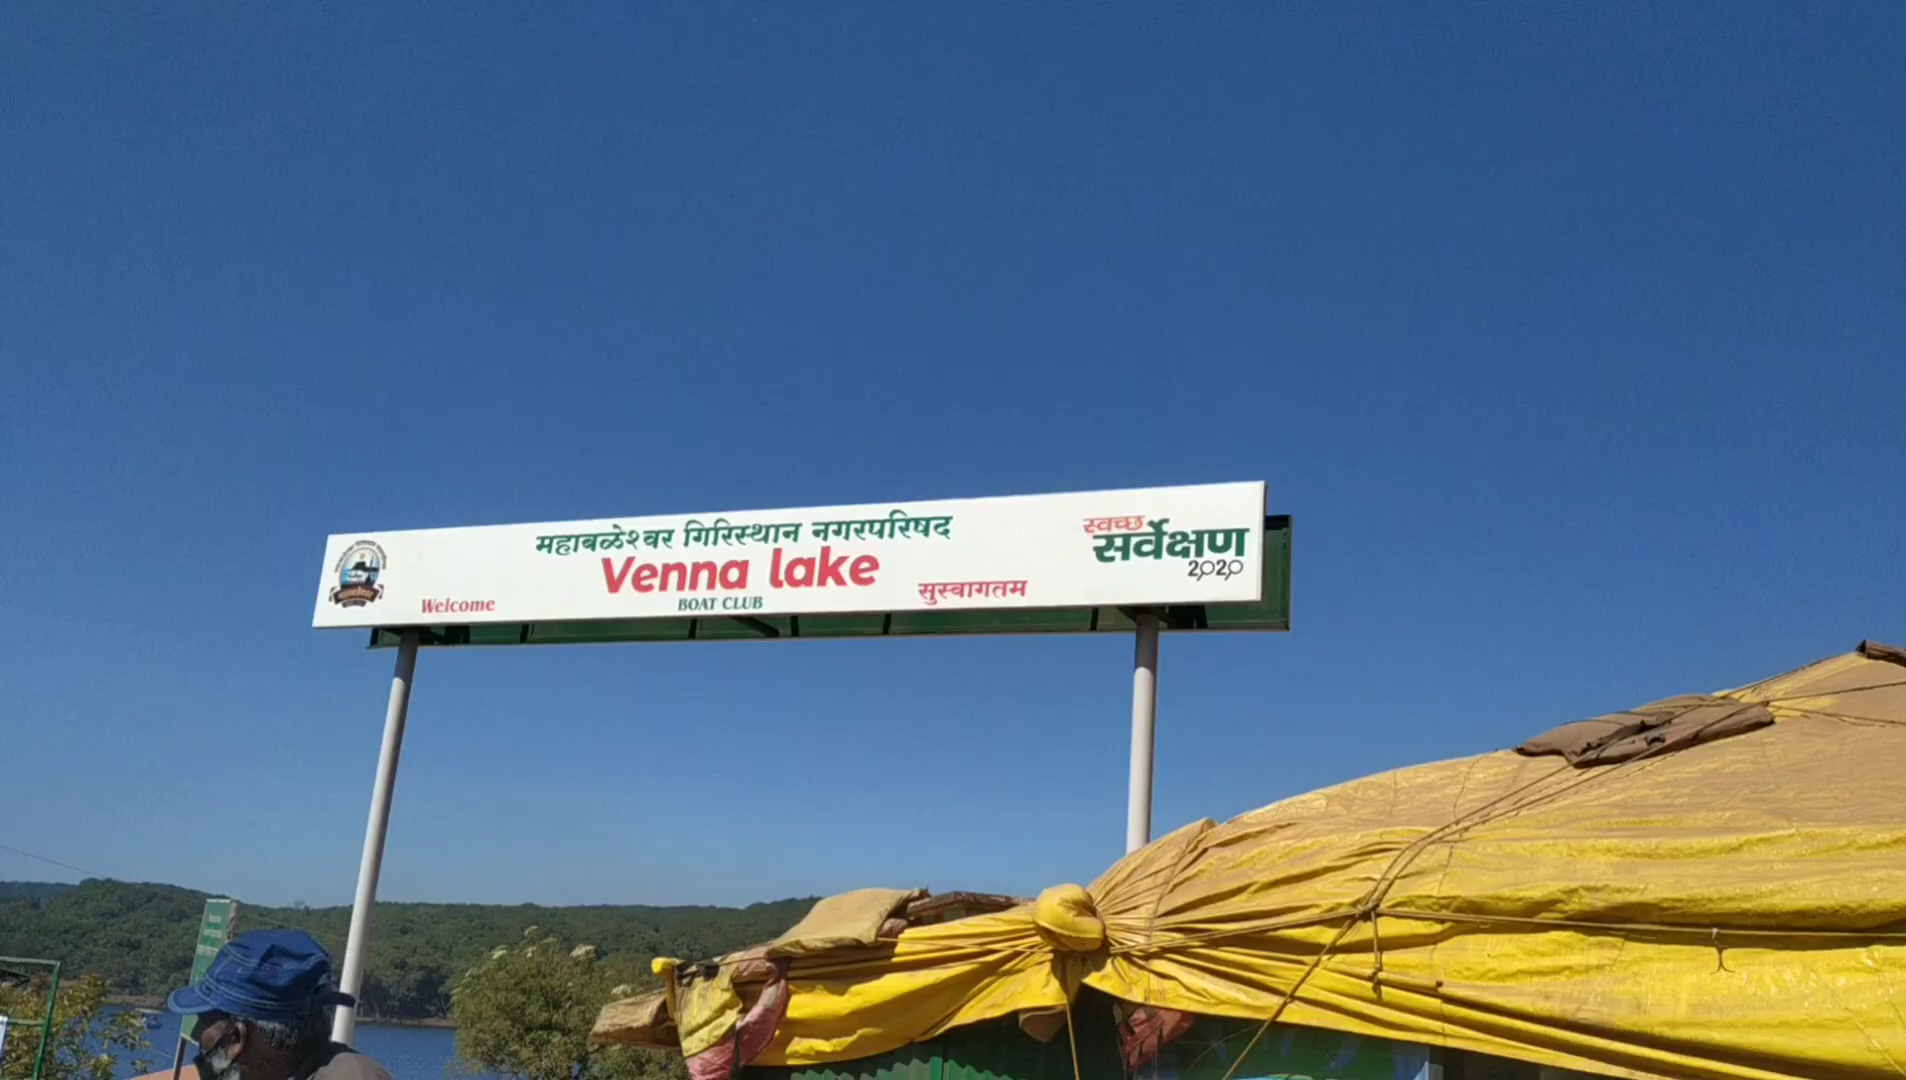 महाबळेश्वर गिरिस्थान नगरपरिषद
Venna lake
BOAT CLUB
Welcome
सुस्वागतम
स्वच्छ
सर्वेक्षण
2020